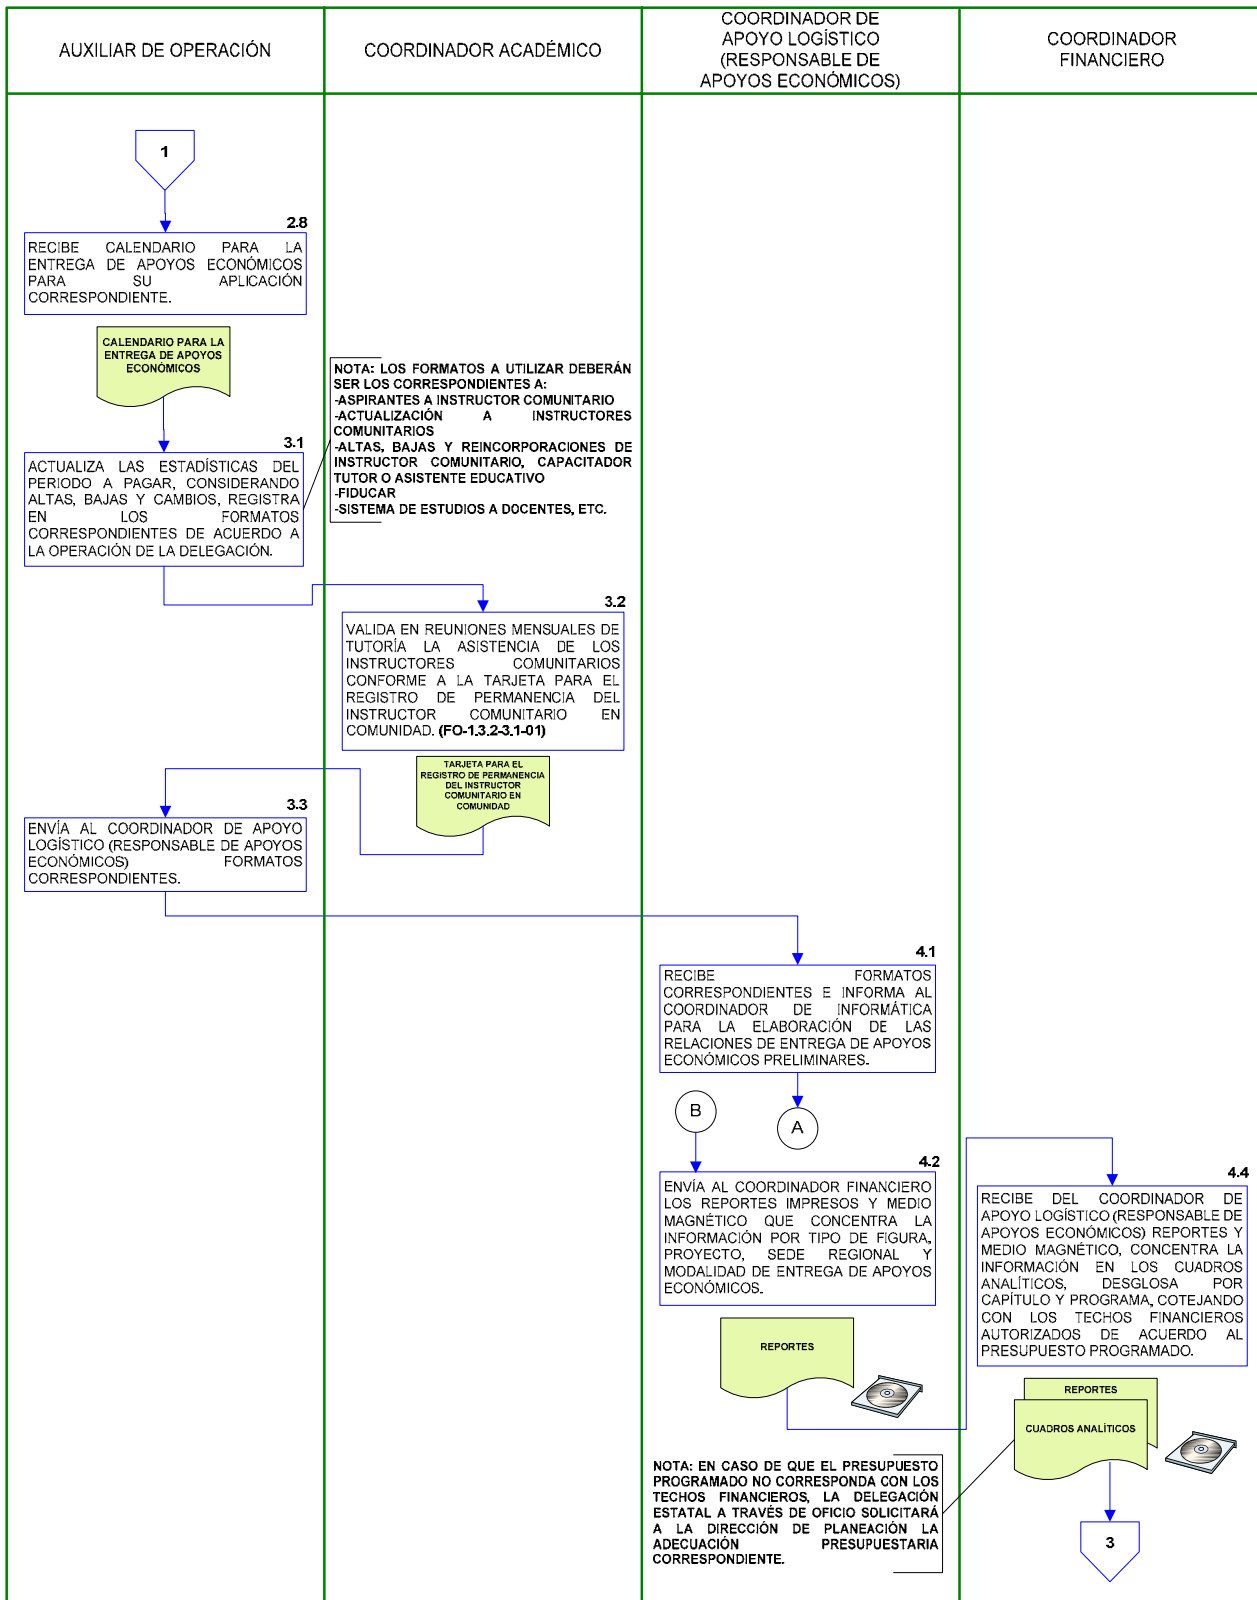 AUXILIAR DE OPERACIÓN
COORDINADOR ACADÉMICO
COORDINADOR DE
APOYO LOGÍSTICO
(RESPONSABLE DE
APOYOS ECONÓMICOS)
COORDINADOR
FINANCIERO
1
2.8
RECIBE CALENDARIO PARA LA
ENTREGA DE APOYOS ECONÓMICOS
PARA SU APLICACIÓN
CORRESPONDIENTE.
CALENDARIO PARA LA
ENTREGA DE APOYOS
ECONÓMICOS
3.1
ACTUALIZA LAS ESTADÍSTICAS DEL
PERIODO A PAGAR, CONSIDERANDO
ALTAS, BAJAS Y CAMBIOS, REGISTRA
EN LOS FORMATOS
CORRESPONDIENTES DE ACUERDO A
LA OPERACIÓN DE LA DELEGACIÓN.
NOTA: LOS FORMATOS A UTILIZAR DEBERÁN
SER LOS CORRESPONDIENTES A:
-ASPIRANTES A INSTRUCTOR COMUNITARIO
-ACTUALIZACIÓN A INSTRUCTORES
COMUNITARIOS
-ALTAS, BAJAS Y REINCORPORACIONES DE
INSTRUCTOR COMUNITARIO, CAPACITADOR
TUTOR O ASISTENTE EDUCATIVO
-FIDUCAR
-SISTEMA DE ESTUDIOS A DOCENTES, ETC.
3.2
VALIDA EN REUNIONES MENSUALES DE
TUTORÍA LA ASISTENCIA DE LOS
INSTRUCTORES COMUNITARIOS
CONFORME A LA TARJETA PARA EL
REGISTRO DE PERMANENCIA DEL
INSTRUCTOR COMUNITARIO EN
COMUNIDAD. (FO-1.3.2-3.1-01)
TARJETA PARA EL
REGISTRO DE PERMANENCIA
DEL INSTRUCTOR
COMUNITARIO EN
COMUNIDAD
3.3
ENVÍA AL COORDINADOR DE APOYO
LOGÍSTICO (RESPONSABLE DE APOYOS
ECONÓMICOS) FORMATOS
CORRESPONDIENTES.
4.1
RECIBE FORMATOS
CORRESPONDIENTES E INFORMA AL
COORDINADOR DE INFORMÁTICA
PARA LA ELABORACIÓN DE LAS
RELACIONES DE ENTREGA DE APOYOS
ECONÓMICOS PRELIMINARES.
B
A
4.2
ENVÍA AL COORDINADOR FINANCIERO
LOS REPORTES IMPRESOS Y MEDIO
MAGNÉTICO QUE CONCENTRA LA
INFORMACIÓN POR TIPO DE FIGURA,
PROYECTO, SEDE REGIONAL Y
MODALIDAD DE ENTREGA DE APOYOS
ECONÓMICOS.
REPORTES
4.4
RECIBE DEL COORDINADOR DE
APOYO LOGÍSTICO (RESPONSABLE DE
APOYOS ECONÓMICOS) REPORTES Y
MEDIO MAGNÉTICO, CONCENTRA LA
INFORMACIÓN EN LOS CUADROS
ANALÍTICOS, DESGLOSA POR
CAPÍTULO Y PROGRAMA, COTEJANDO
CON LOS TECHOS FINANCIEROS
AUTORIZADOS DE ACUERDO AL
PRESUPUESTO PROGRAMADO.
REPORTES
CUADROS ANALÍTICOS
NOTA: EN CASO DE QUE EL PRESUPUESTO
PROGRAMADO NO CORRESPONDA CON LOS
TECHOS FINANCIEROS, LA DELEGACIÓN
ESTATAL A TRAVÉS DE OFICIO SOLICITARÁ
A LA DIRECCIÓN DE PLANEACIÓN LA
ADECUACIÓN PRESUPUESTARIA
CORRESPONDIENTE.
3